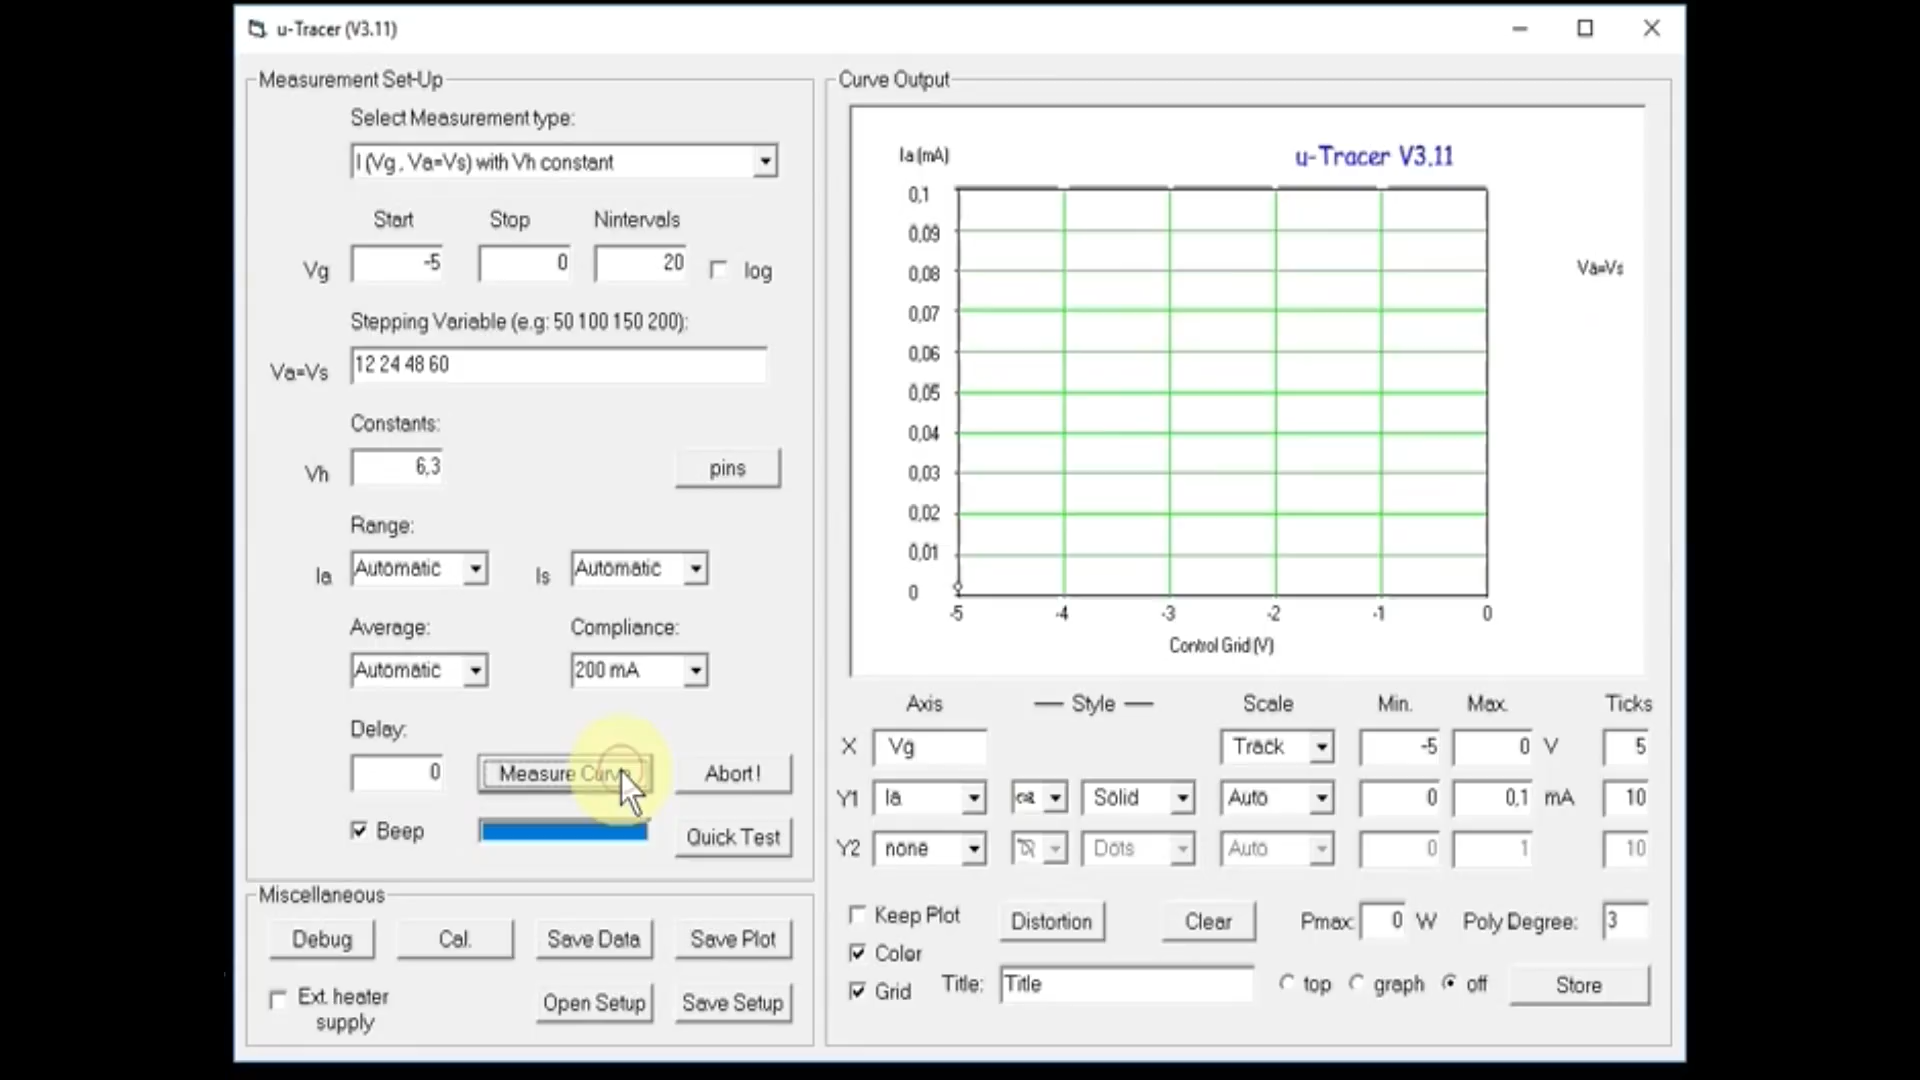 u-Tracer (V3.11)
Measurement Set-Up
Select Measurement type:
I (Vg , Va=Vs) with Vh constant
Start Stop Nintervals
Vg -5 0 20 log
Stepping Variable (e.g: 50 100 150 200):
Va=Vs 12 24 48 60
Constants:
Vh 6,3 pins
Range:
Ia Automatic Is Automatic
Average: Compliance:
Automatic 200 mA
Delay:
0 Measure Curve Abort!
Beep Quick Test
Miscellaneous
Debug Cal. Save Data Save Plot
Ext. heater
supply
Open Setup Save Setup
Curve Output
Ia (mA) u-Tracer V3.11
0,1
0,09
0,08
0,07
0,06
0,05
0,04
0,03
0,02
0,01
0
Va=Vs
-5 -4 -3 -2 -1 0
Control Grid (V)
Axis Style Scale Min. Max. Ticks
X Vg Track -5 0 V 5
Y1 Ia Solid Auto 0 0,1 mA 10
Y2 none Dots Auto 0 1 10
Keep Plot Distortion Clear Pmax: 0 W Poly Degree: 3
Color
Grid Title: Title top graph off Store